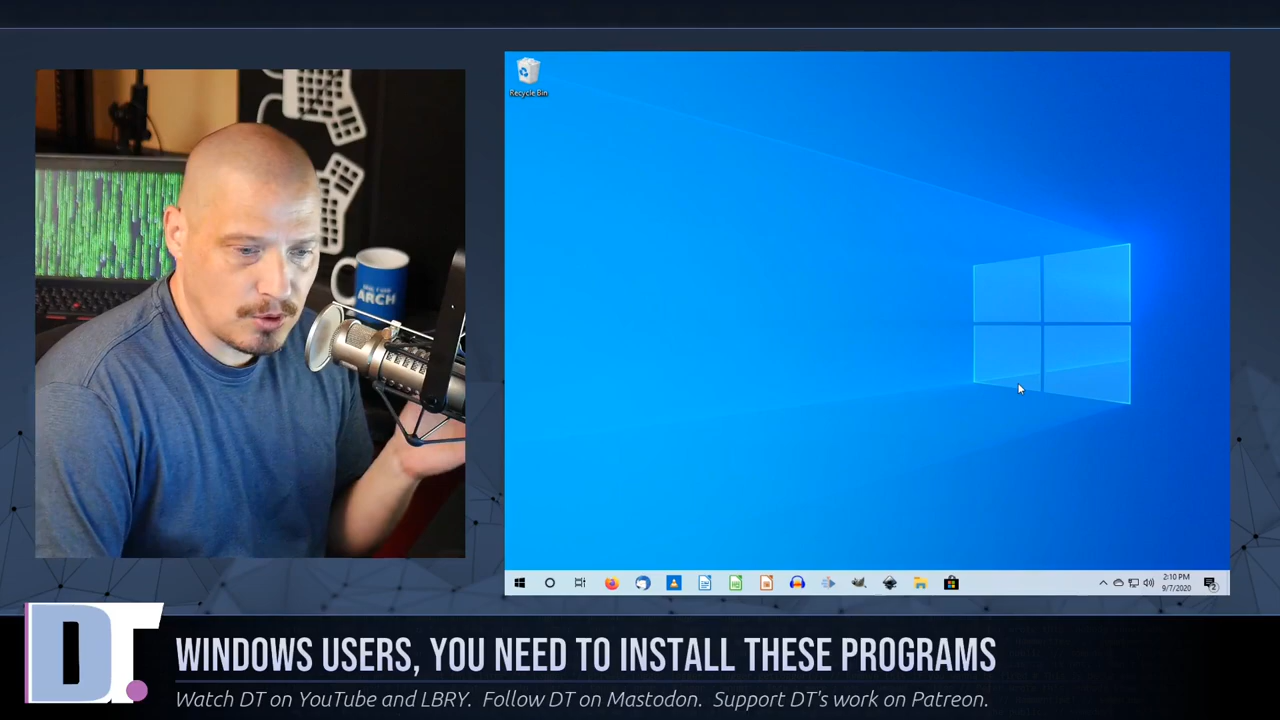 Recycle Bin
ARCH
2:10 PM
9/7/2020
2
DT.
WINDOWS USERS, YOU NEED TO INSTALL THESE PROGRAMS
Watch DT on YouTube and LBRY. Follow DT on Mastodon. Support DT's work on Patreon.